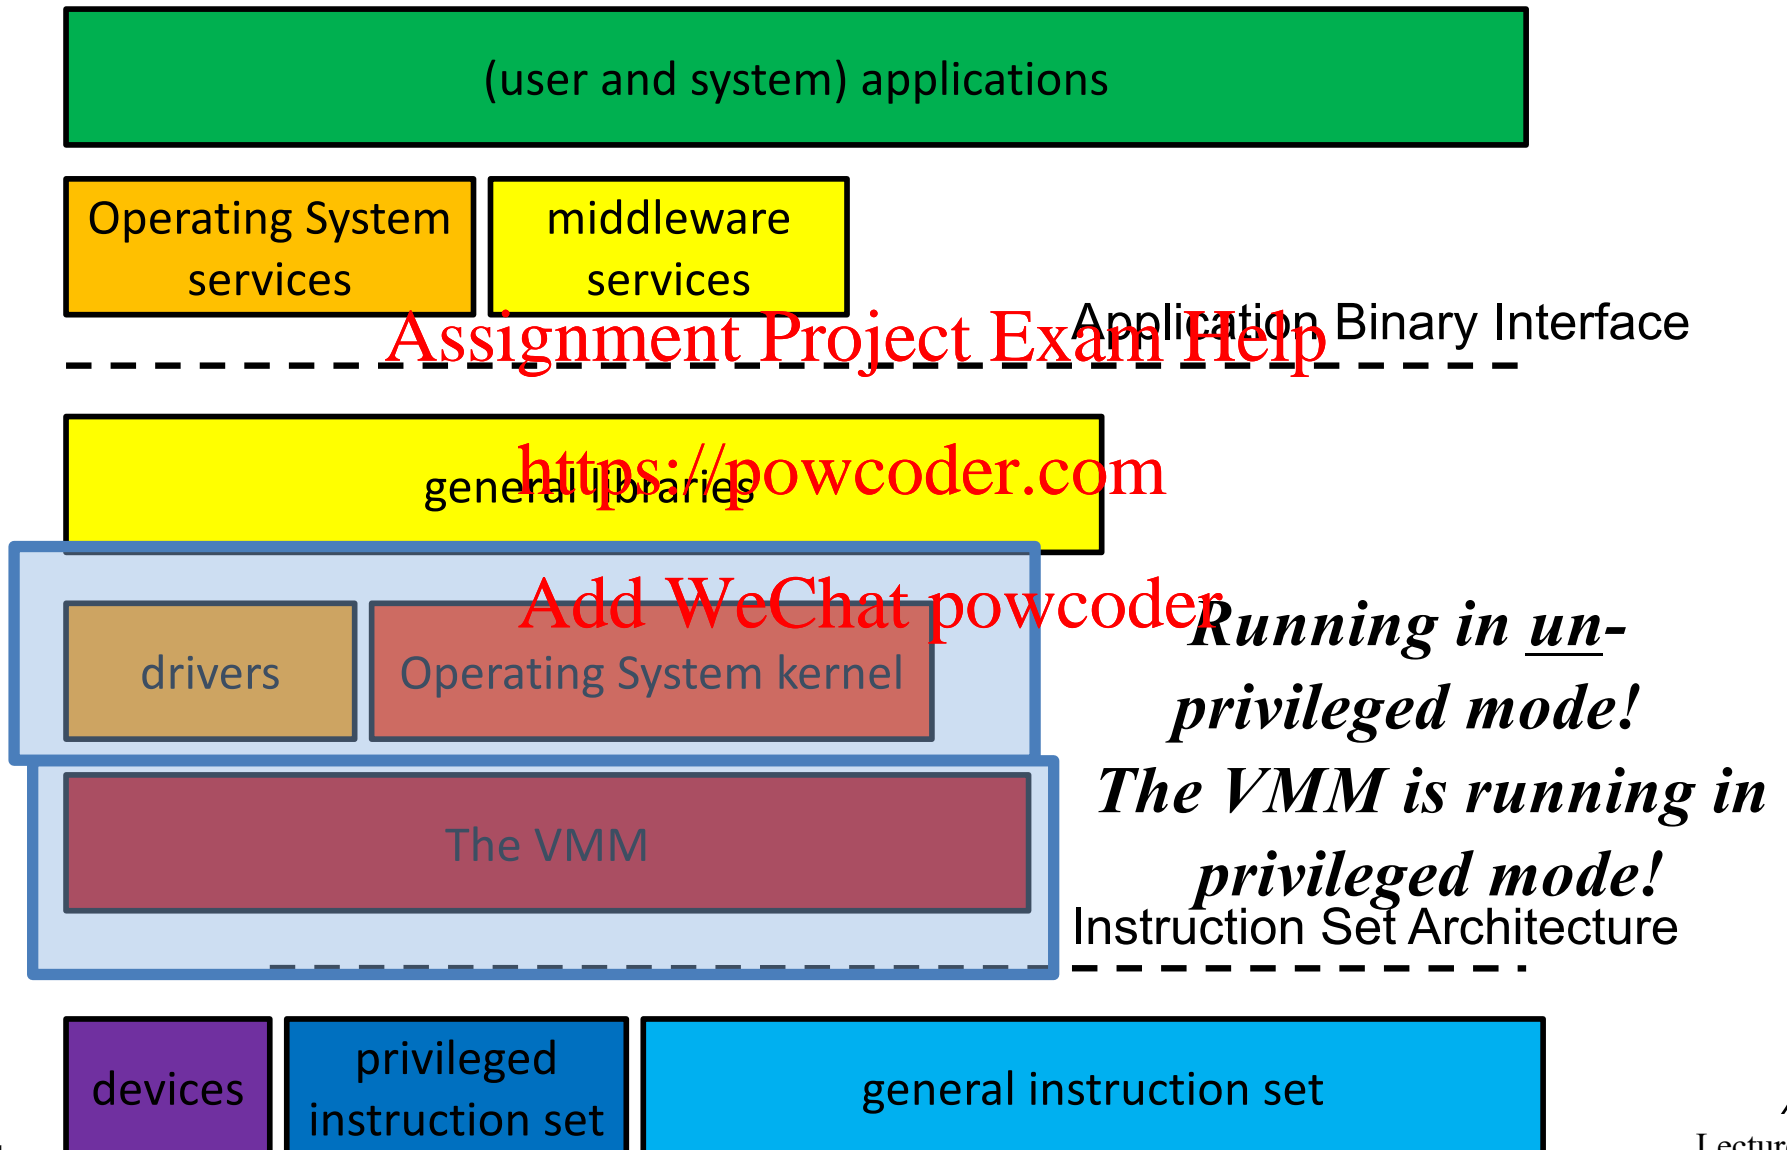 (user and system) applications
Operating System
services
middleware
services
Application Binary Interface
Assignment Project Exam Help
general libraries
https://powcoder.com
Add WeChat powcoder
drivers
Operating System kernel
Running in un-
privileged mode!
The VMM is running in
privileged mode!
The VMM
Instruction Set Architecture
devices
privileged
instruction set
general instruction set